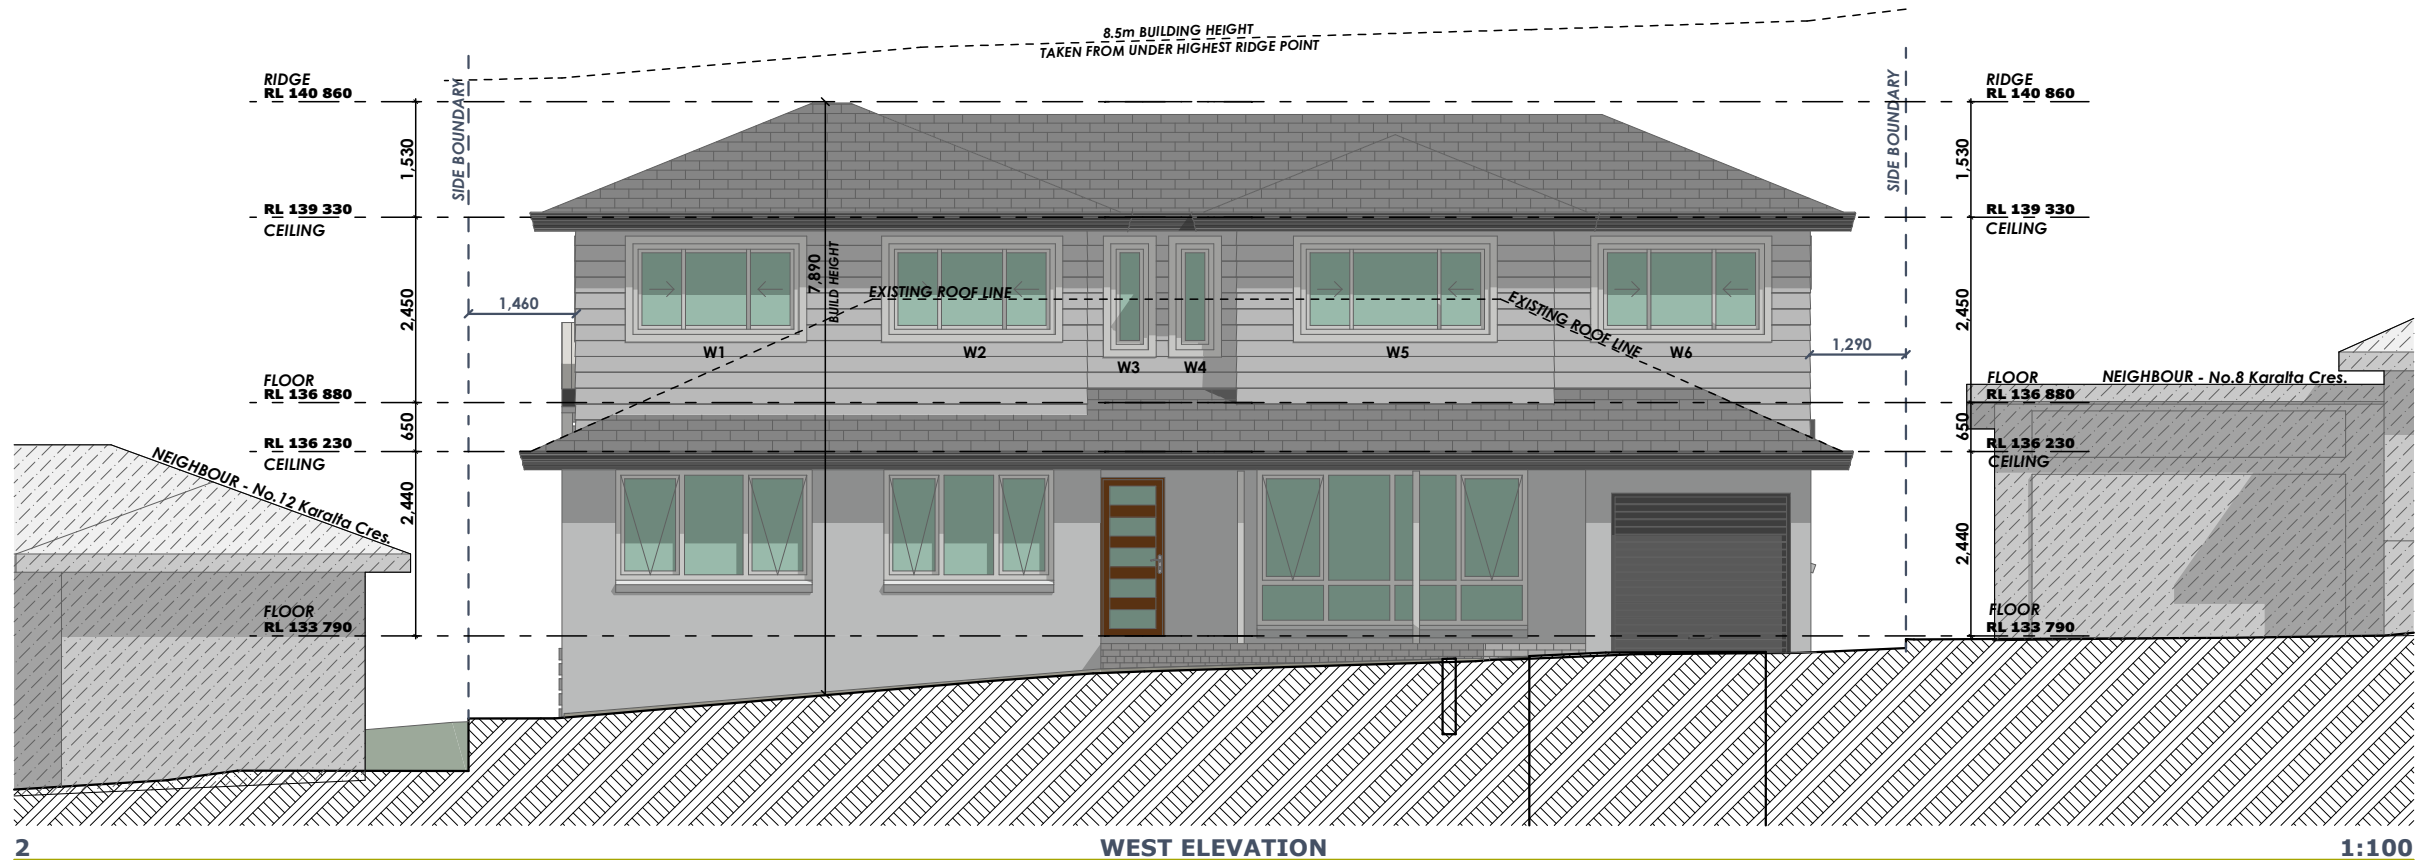 8.5m BUILDING HEIGHT
TAKEN FROM UNDER HIGHEST RIDGE POINT
RIDGE
RL 140 860
SIDE BOUNDARY
1,530
RL 139 330
CEILING
2,450
1,460
FLOOR
RL 136 880
650
RL 136 230
CEILING
2,440
NEIGHBOUR - No.12 Karalta Cres.
FLOOR
RL 133 790
7,890
BUILD HEIGHT
EXISTING ROOF LINE
EXISTING ROOF LINE
W1
W2
W3
W4
W5
W6
1,290
SIDE BOUNDARY
RIDGE
RL 140 860
1,530
RL 139 330
CEILING
2,450
FLOOR
RL 136 880
NEIGHBOUR - No.8 Karalta Cres.
650
RL 136 230
CEILING
2,440
FLOOR
RL 133 790
2
WEST ELEVATION
1:100